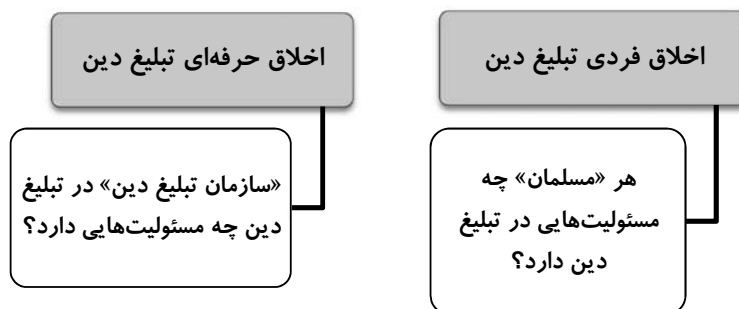 اخلاق فردی تبلیغ دین
هر «مسلمان» چه
مسئولیت‌هایی در تبلیغ
دین دارد؟
اخلاق حرفه‌ای تبلیغ دین
«سازمان تبلیغ دین» در تبلیغ
دین چه مسئولیت‌هایی دارد؟